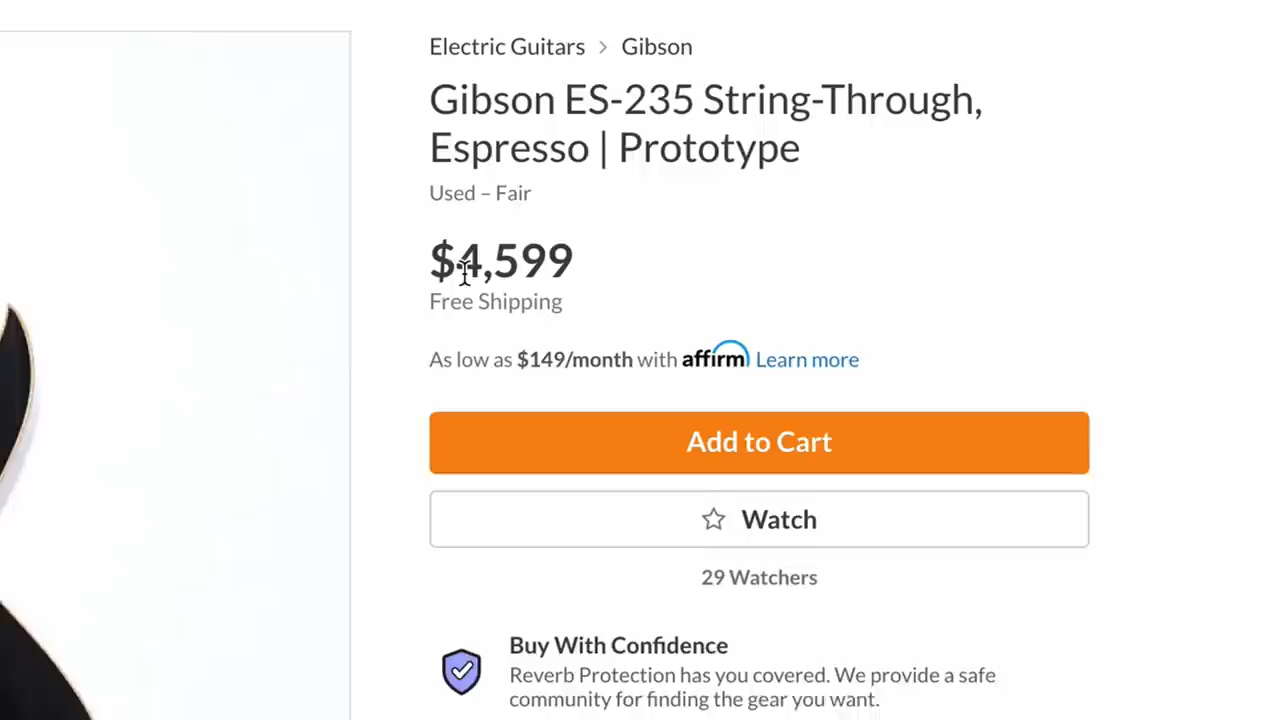 Electric Guitars > Gibson
Gibson ES-235 String-Through,
Espresso | Prototype
Used – Fair
$4,599
Free Shipping
As low as $149/month with affirm Learn more
Add to Cart
Watch
29 Watchers
Buy With Confidence
Reverb Protection has you covered. We provide a safe
community for finding the gear you want.